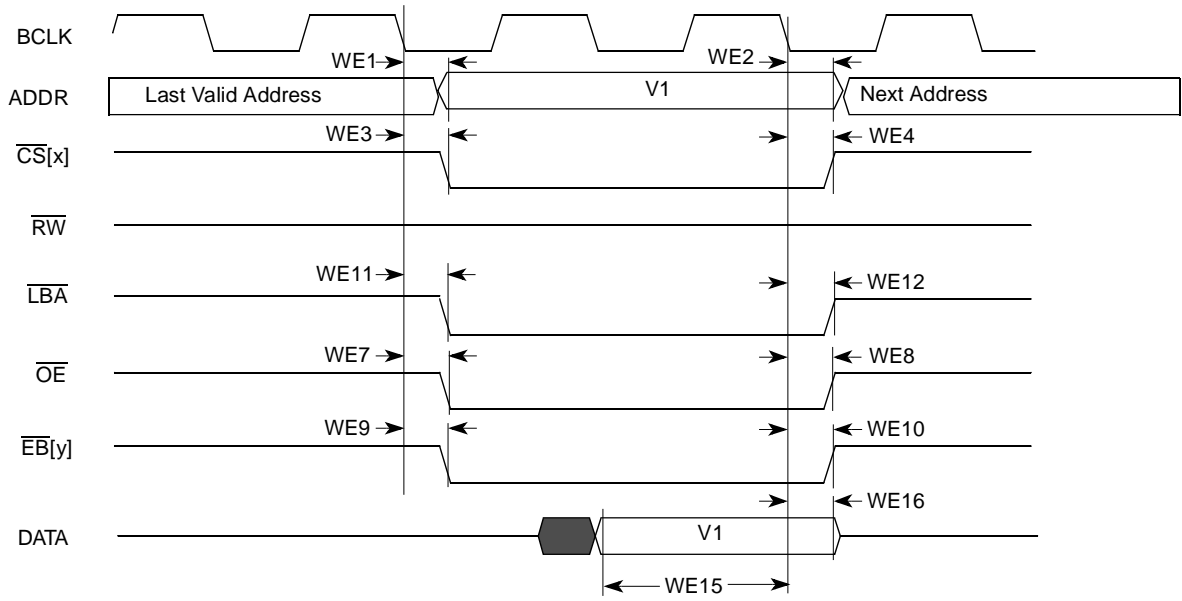 BCLK
WE1
WE2
ADDR
Last Valid Address
V1
Next Address
WE3
WE4
CS[x]
RW
WE11
WE12
LBA
WE7
WE8
OE
WE9
WE10
EB[y]
WE16
DATA
V1
WE15